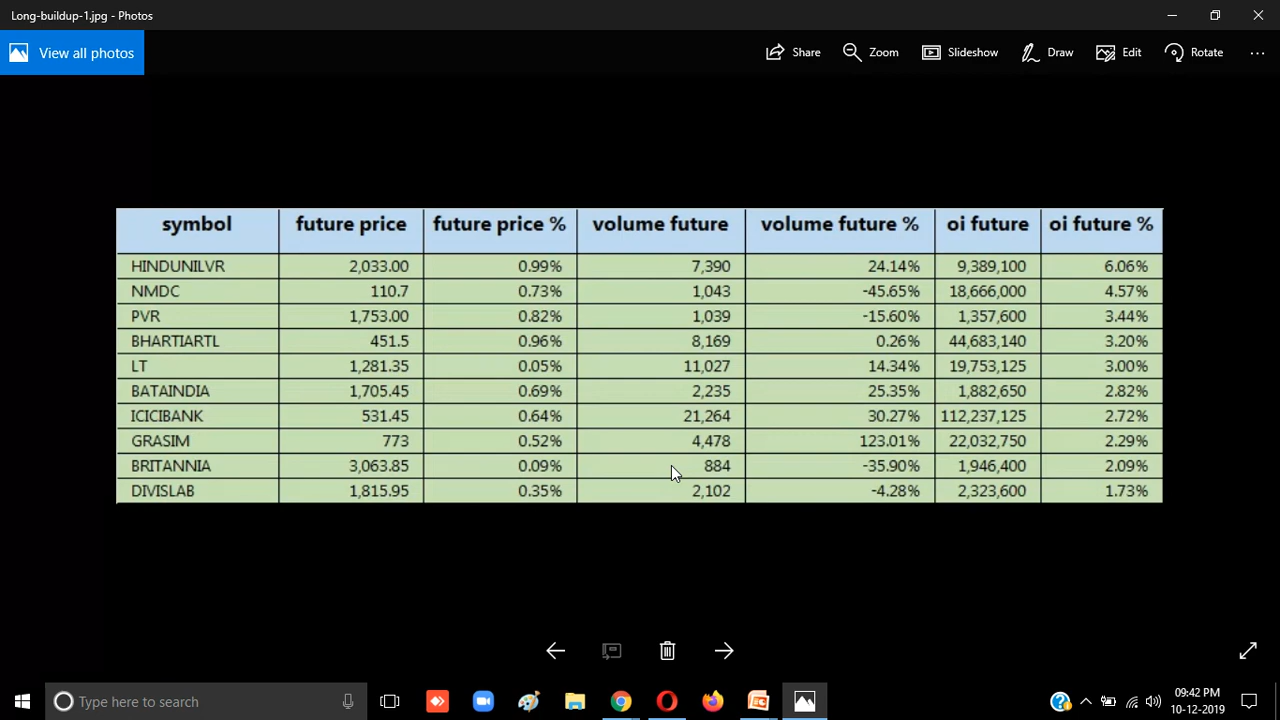 Long-buildup-1.jpg - Photos
View all photos
Share Zoom Slideshow Draw Edit Rotate
symbol future price future price % volume future volume future % oi future oi future %
HINDUNILVR 2,033.00 0.99% 7,390 24.14% 9,389,100 6.06%
NMDC 110.7 0.73% 1,043 -45.65% 18,666,000 4.57%
PVR 1,753.00 0.82% 1,039 -15.60% 1,357,600 3.44%
BHARTIARTL 451.5 0.96% 8,169 0.26% 44,683,140 3.20%
LT 1,281.35 0.05% 11,027 14.34% 19,753,125 3.00%
BATAINDIA 1,705.45 0.69% 2,235 25.35% 1,882,650 2.82%
ICICIBANK 531.45 0.64% 21,264 30.27% 112,237,125 2.72%
GRASIM 773 0.52% 4,478 123.01% 22,032,750 2.29%
BRITANNIA 3,063.85 0.09% 884 -35.90% 1,946,400 2.09%
DIVISLAB 1,815.95 0.35% 2,102 -4.28% 2,323,600 1.73%
Type here to search
09:42 PM
10-12-2019